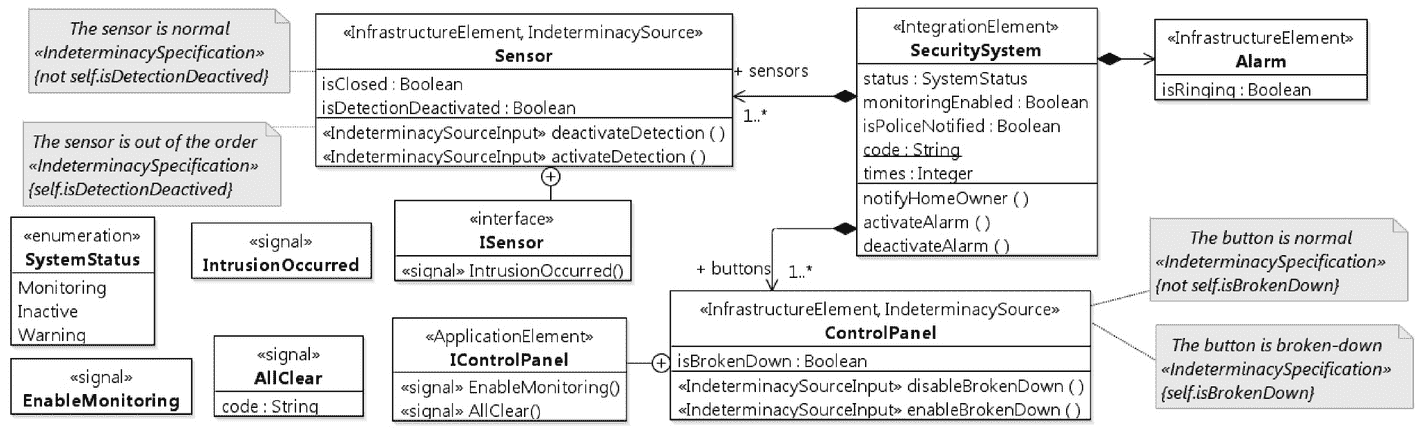 The sensor is normal
«IndeterminacySpecification»
{not self.isDetectionDeactived}
The sensor is out of the order
«IndeterminacySpecification»
{self.isDetectionDeactived}
«InfrastructureElement, IndeterminacySource»
Sensor
isClosed : Boolean
isDetectionDeactivated : Boolean
«IndeterminacySourceInput» deactivateDetection ( )
«IndeterminacySourceInput» activateDetection ( )
+ sensors
1..*
«IntegrationElement»
SecuritySystem
status : SystemStatus
monitoringEnabled : Boolean
isPoliceNotified : Boolean
code : String
times : Integer
notifyHomeOwner ( )
activateAlarm ( )
deactivateAlarm ( )
«InfrastructureElement»
Alarm
isRinging : Boolean
«enumeration»
SystemStatus
Monitoring
Inactive
Warning
«signal»
IntrusionOccurred
«interface»
ISensor
«signal» IntrusionOccurred()
+ buttons
1..*
«signal»
EnableMonitoring
«signal»
AllClear
code : String
«ApplicationElement»
IControlPanel
«signal» EnableMonitoring()
«signal» AllClear()
«InfrastructureElement, IndeterminacySource»
ControlPanel
isBrokenDown : Boolean
«IndeterminacySourceInput» disableBrokenDown ( )
«IndeterminacySourceInput» enableBrokenDown ( )
The button is normal
«IndeterminacySpecification»
{not self.isBrokenDown}
The button is broken-down
«IndeterminacySpecification»
{self.isBrokenDown}